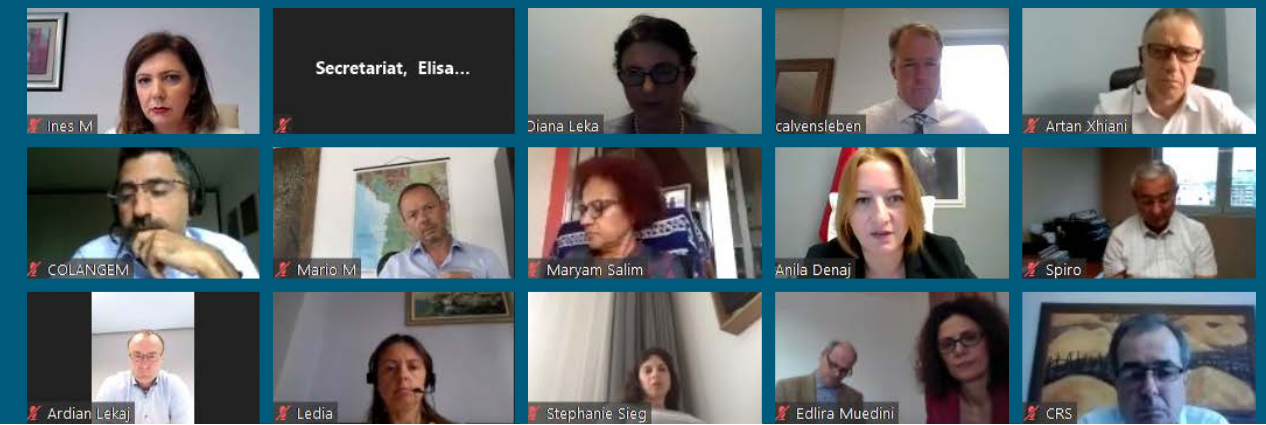 Ines M
Secretariat, Elisa...
Diana Leka
calvensleben
Artan Xhiani
COLANGEM
Mario M
Maryam Salim
Anila Denaj
Spiro
Ardian Lekaj
Ledia
Stephanie Sieg
Edlira Muedini
CRS